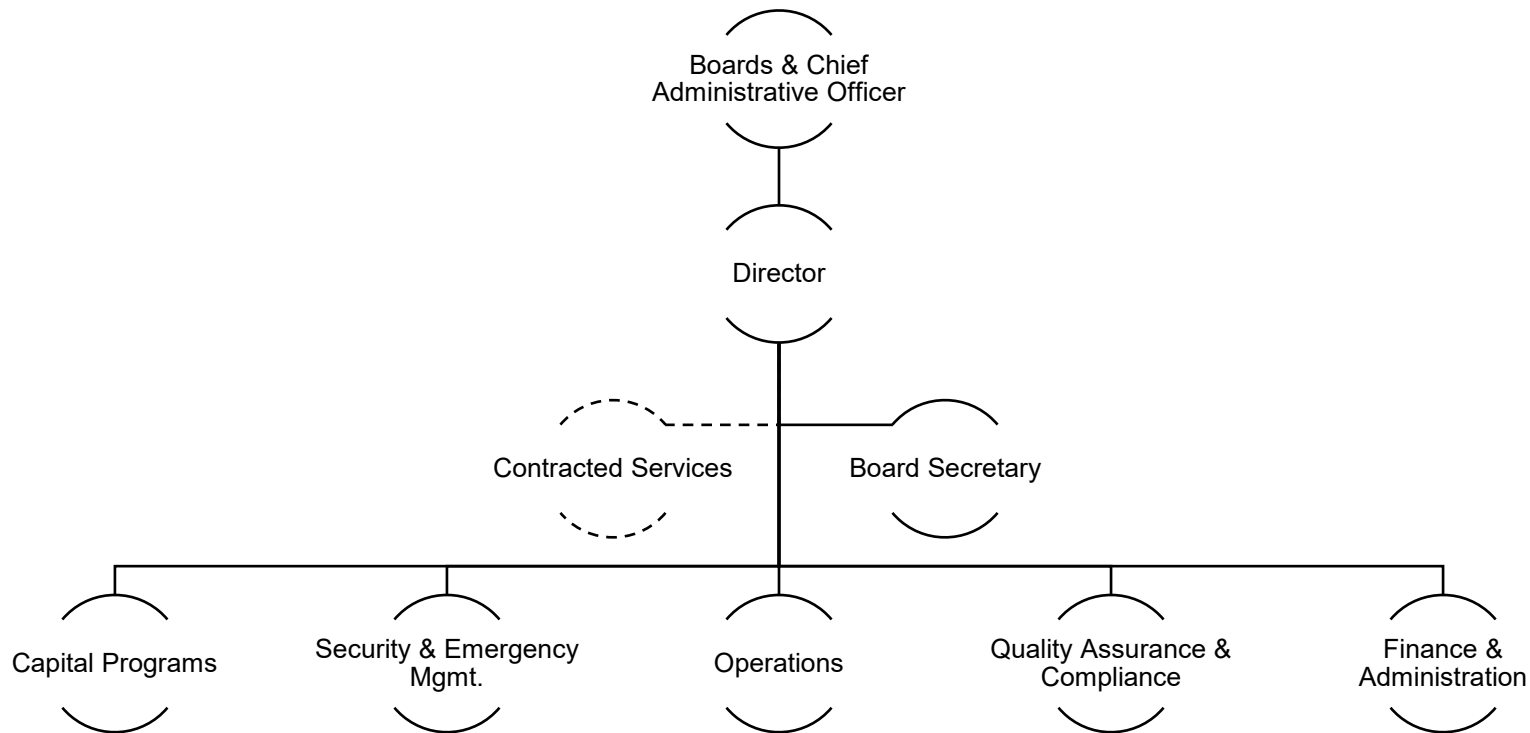 Boards & Chief
Administrative Officer
Director
Contracted Services
Board Secretary
Capital Programs
Security & Emergency
Mgmt.
Operations
Quality Assurance &
Compliance
Finance &
Administration